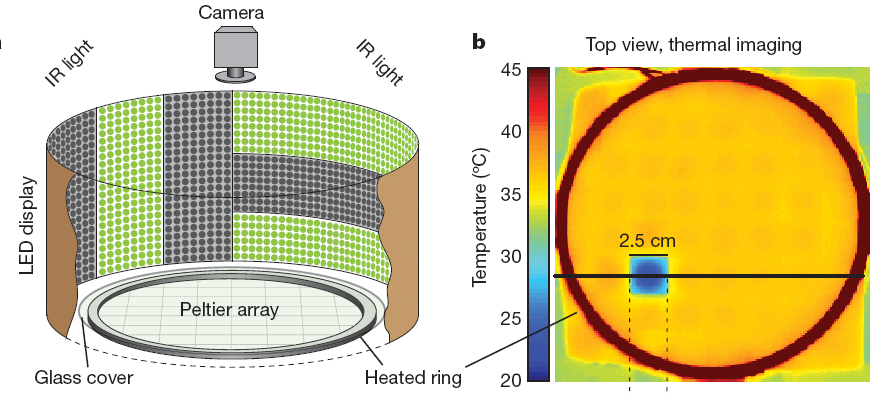 Camera
IR light
IR light
LED display
Peltier array
Glass cover
Heated ring
b
Top view, thermal imaging
Temperature (°C)
45
40
35
30
25
20
2.5 cm